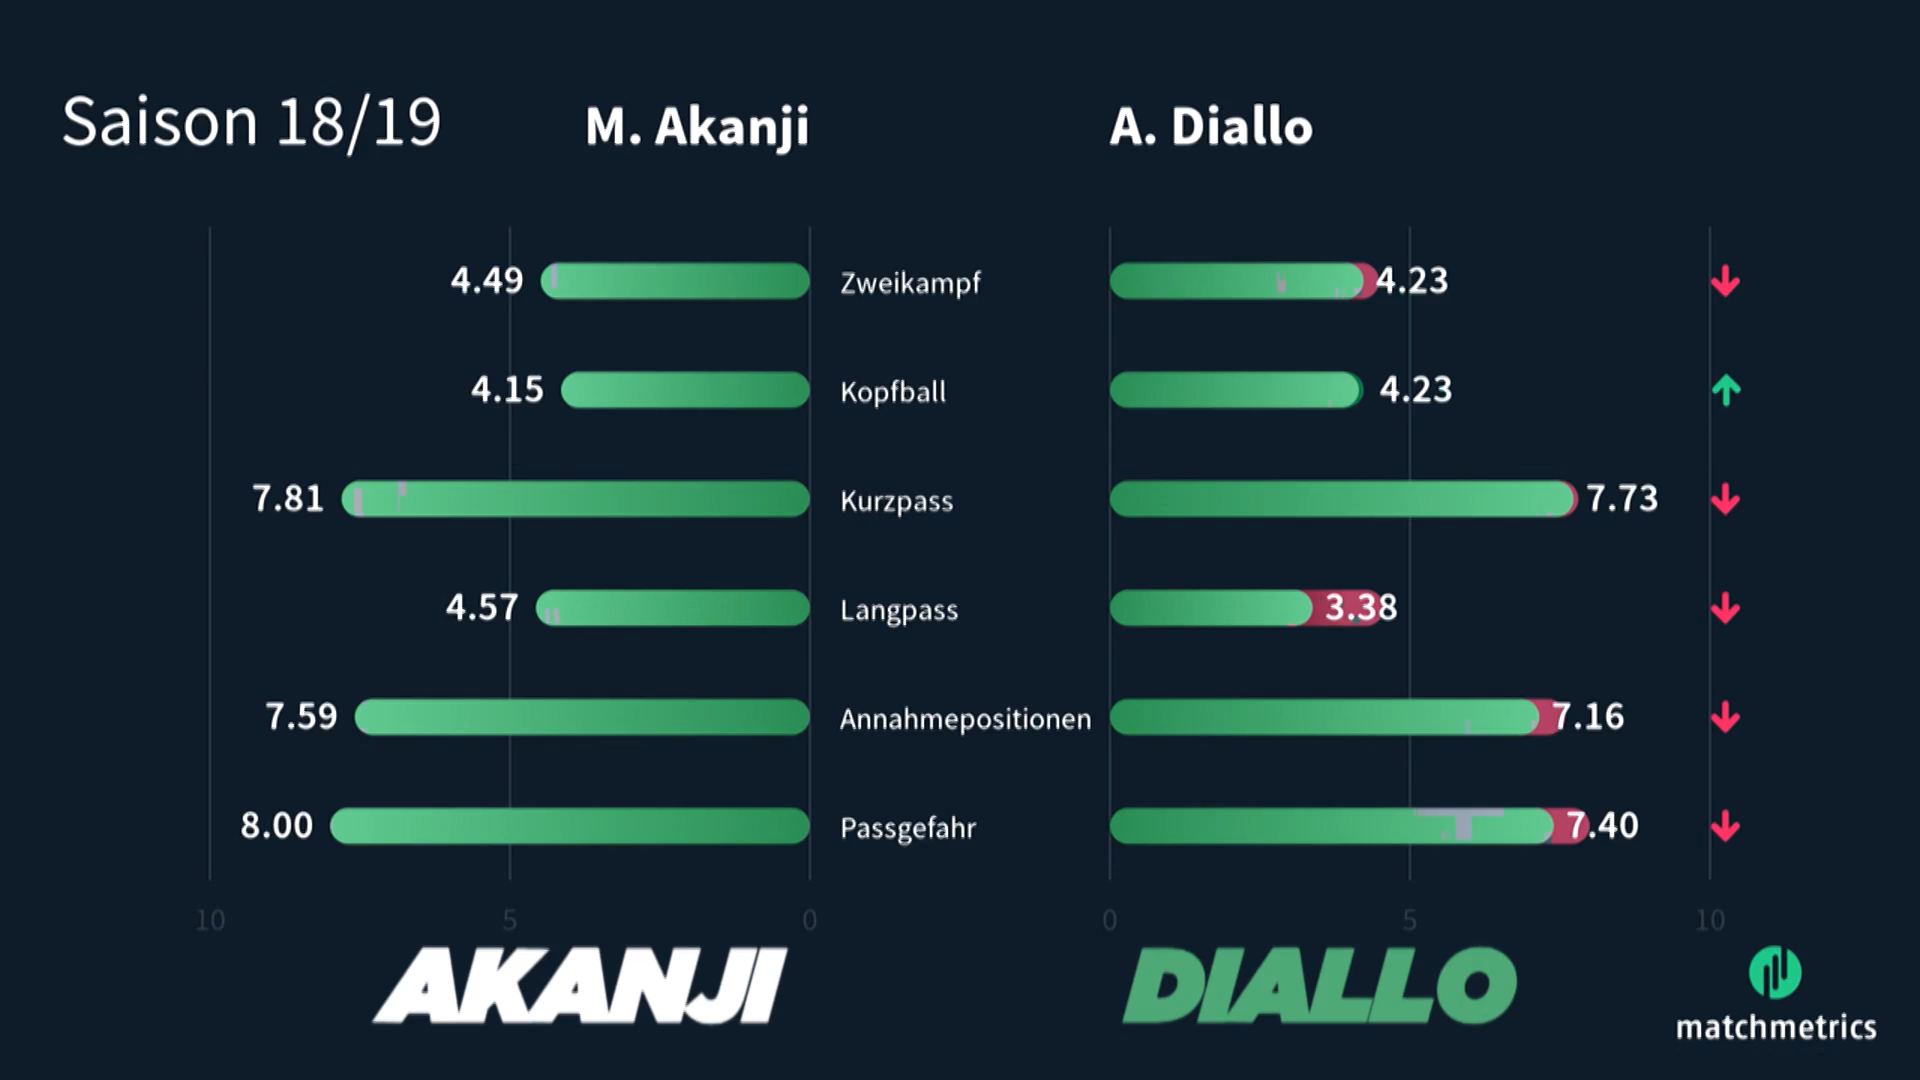 Saison 18/19 M. Akanji A. Diallo
4.49 Zweikampf 4.23
4.15 Kopfball 4.23
7.81 Kurzpass 7.73
4.57 Langpass 3.38
7.59 Annahmepositionen 7.16
8.00 Passgefahr 7.40
10 5 0 0 5 10
AKANJI DIALLO
matchmetrics